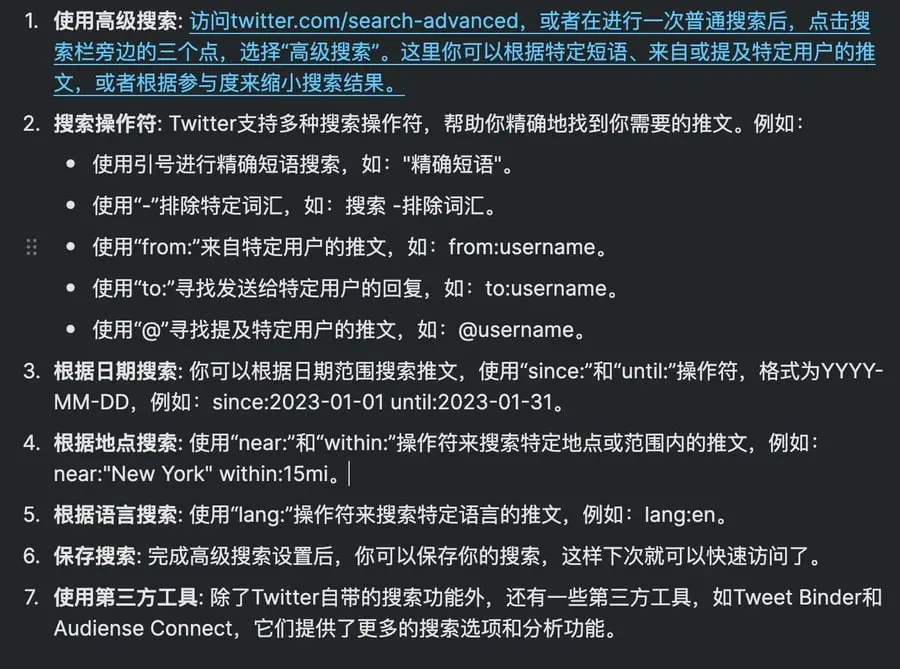 1. 使用高级搜索: 访问twitter.com/search-advanced，或者在进行一次普通搜索后，点击搜
索栏旁边的三个点，选择“高级搜索”。这里你可以根据特定短语、来自或提及特定用户的推
文，或者根据参与度来缩小搜索结果。
2. 搜索操作符: Twitter支持多种搜索操作符，帮助你精确地找到你需要的推文。例如：
• 使用引号进行精确短语搜索，如："精确短语"。
• 使用“-”排除特定词汇，如：搜索 -排除词汇。
• 使用“from:”来自特定用户的推文，如：from:username。
• 使用“to:”寻找发送给特定用户的回复，如：to:username。
• 使用“@”寻找提及特定用户的推文，如：@username。
3. 根据日期搜索: 你可以根据日期范围搜索推文，使用“since:”和“until:”操作符，格式为YYYY-
MM-DD，例如：since:2023-01-01 until:2023-01-31。
4. 根据地点搜索: 使用“near:”和“within:”操作符来搜索特定地点或范围内的推文，例如：
near:"New York" within:15mi。
5. 根据语言搜索: 使用“lang:”操作符来搜索特定语言的推文，例如：lang:en。
6. 保存搜索: 完成高级搜索设置后，你可以保存你的搜索，这样下次就可以快速访问了。
7. 使用第三方工具: 除了Twitter自带的搜索功能外，还有一些第三方工具，如Tweet Binder和
Audiense Connect，它们提供了更多的搜索选项和分析功能。